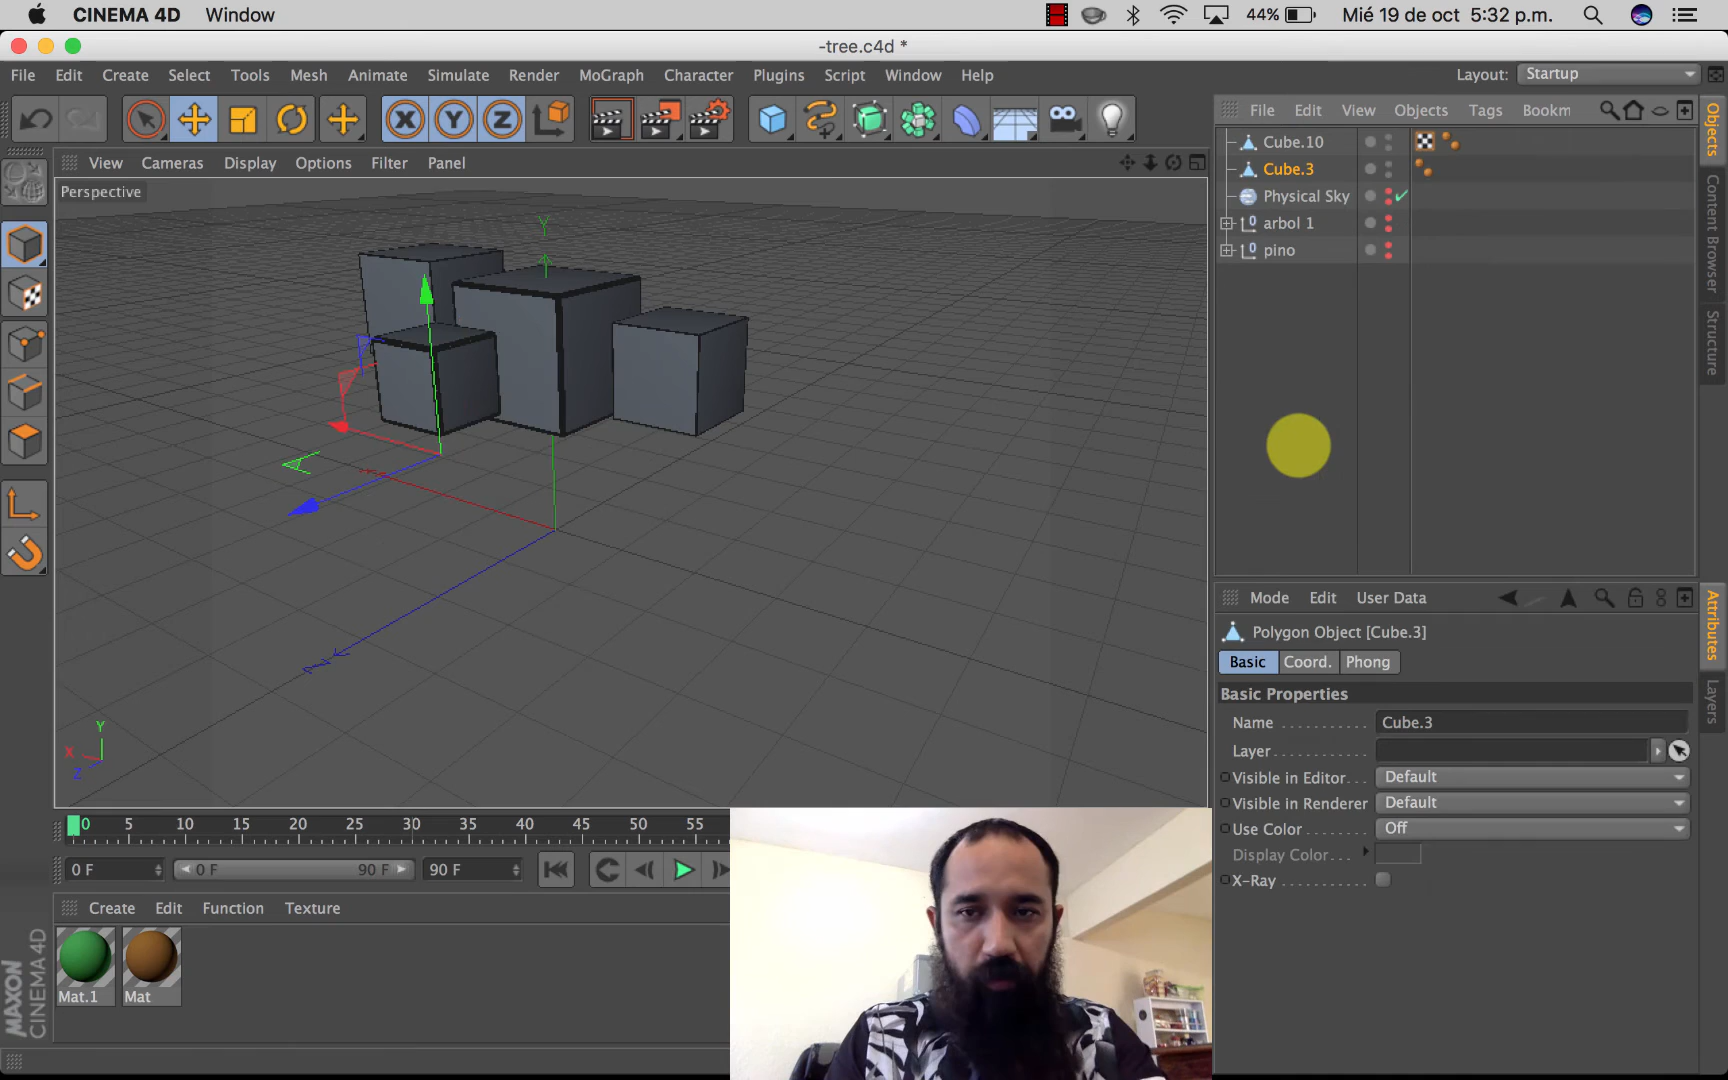 CINEMA 4D Window 44% Mié 19 de oct 5:32 p.m.
-tree.c4d *
File Edit Create Select Tools Mesh Animate Simulate Render MoGraph Character Plugins Script Window Help Layout: Startup
X Y Z
File Edit View Objects Tags Bookm
View Cameras Display Options Filter Panel
Perspective
Cube.10
Cube.3
Physical Sky
arbol 1
pino
Objects
Content Browser
Structure
Y
Y
X
Z
Mode Edit User Data
Polygon Object [Cube.3]
Basic Coord. Phong
Basic Properties
Name Cube.3
Layer
Visible in Editor Default
Visible in Renderer Default
Use Color Off
Display Color
X-Ray
Attributes
Layers
0 5 10 15 20 25 30 35 40 45 50 55
0 F 0 F 90 F 90 F
Create Edit Function Texture
Mat.1 Mat
MAXON
CINEMA 4D